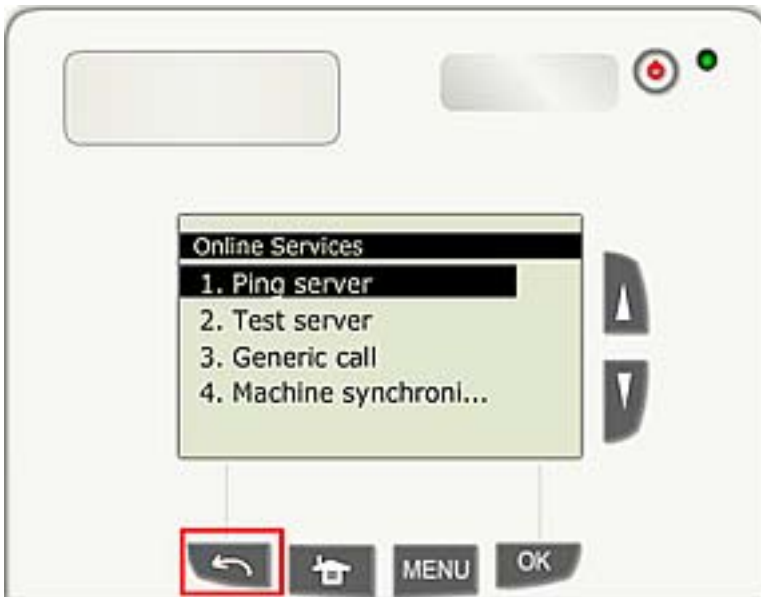 Online Services
1. Ping server
2. Test server
3. Generic call
4. Machine synchroni...
MENU
OK